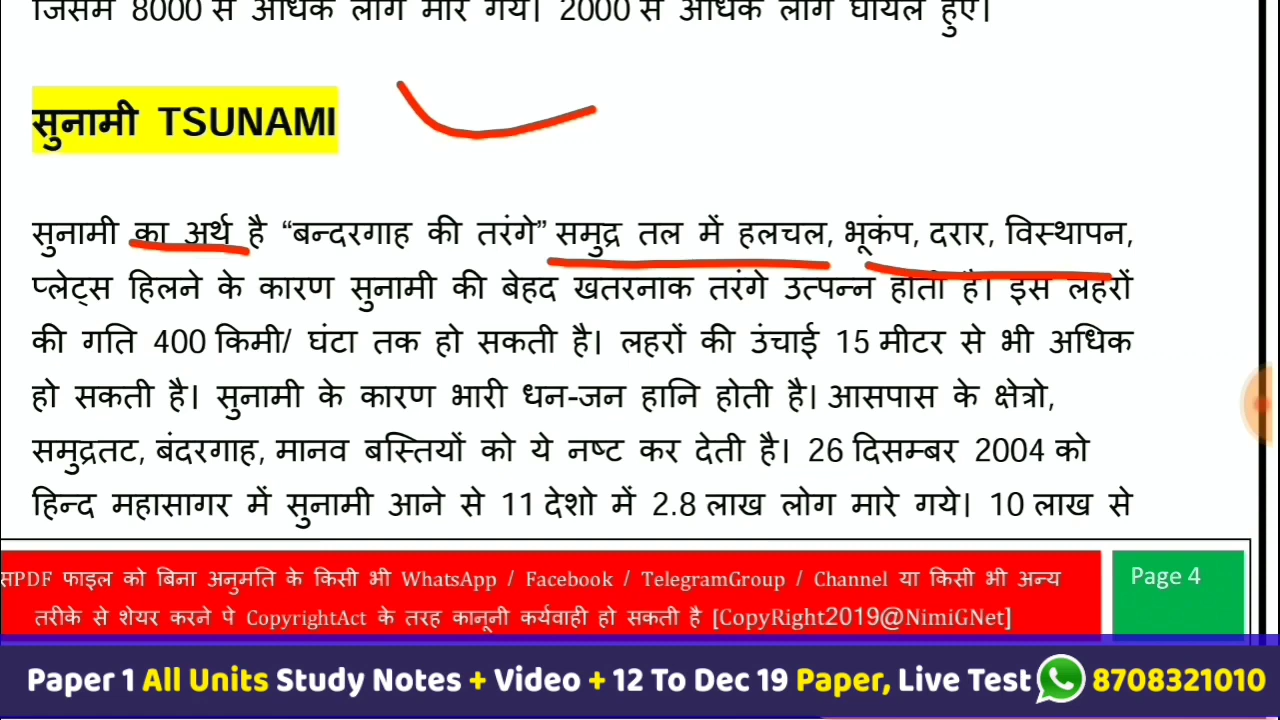 जिसमें 8000 से अधिक लोग मारे गये। 2000 से अधिक लोग घायल हुए।
सुनामी TSUNAMI
सुनामी का अर्थ है “बन्दरगाह की तरंगे” समुद्र तल में हलचल, भूकंप, दरार, विस्थापन,
प्लेट्स हिलने के कारण सुनामी की बेहद खतरनाक तरंगे उत्पन्न होती है। इस लहरों
की गति 400 किमी/ घंटा तक हो सकती है। लहरों की उंचाई 15 मीटर से भी अधिक
हो सकती है। सुनामी के कारण भारी धन-जन हानि होती है। आसपास के क्षेत्रो,
समुद्रतट, बंदरगाह, मानव बस्तियों को ये नष्ट कर देती है। 26 दिसम्बर 2004 को
हिन्द महासागर में सुनामी आने से 11 देशो में 2.8 लाख लोग मारे गये। 10 लाख से
सPDF फाइल को बिना अनुमति के किसी भी WhatsApp / Facebook / TelegramGroup / Channel या किसी भी अन्य
तरीके से शेयर करने पे CopyrightAct के तरह कानूनी कर्यवाही हो सकती है [CopyRight2019@NimiGNet]
Page 4
Paper 1 All Units Study Notes + Video + 12 To Dec 19 Paper, Live Test 8708321010